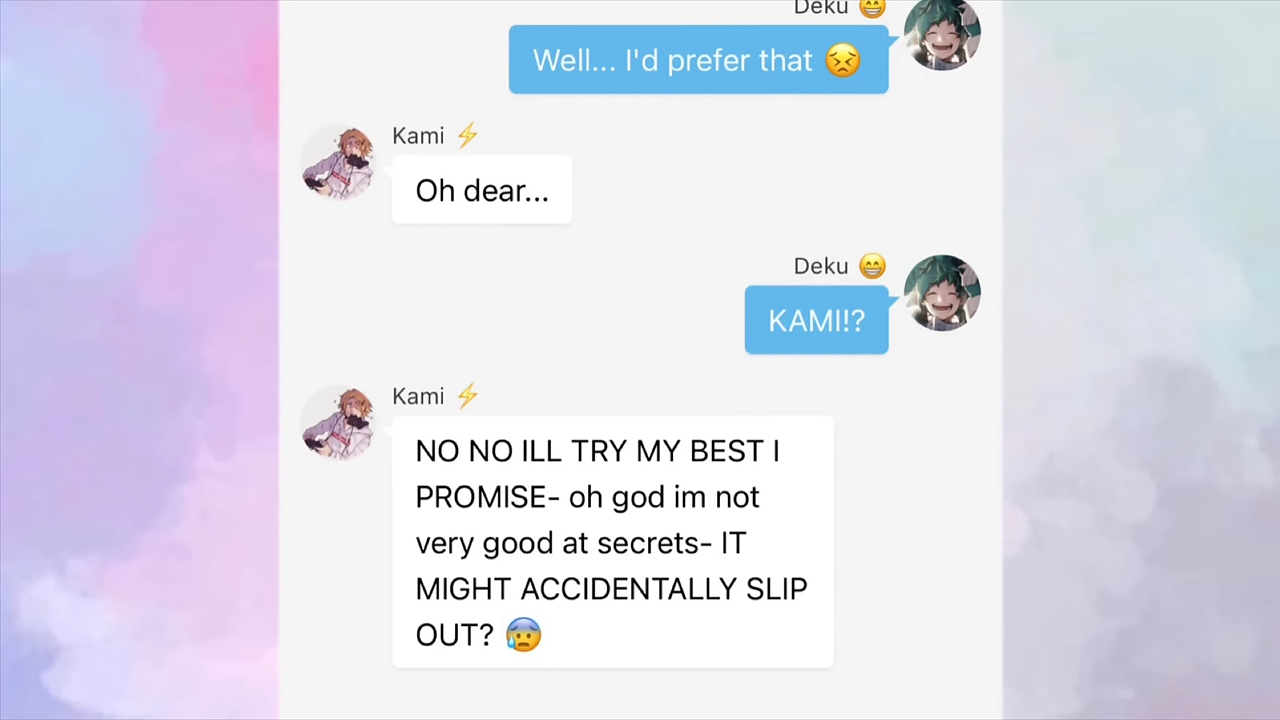 Deku 😁
Well... I'd prefer that 😣
Kami ⚡
Oh dear...
Deku 😁
KAMI!?
Kami ⚡
NO NO ILL TRY MY BEST I
PROMISE- oh god im not
very good at secrets- IT
MIGHT ACCIDENTALLY SLIP
OUT? 😰